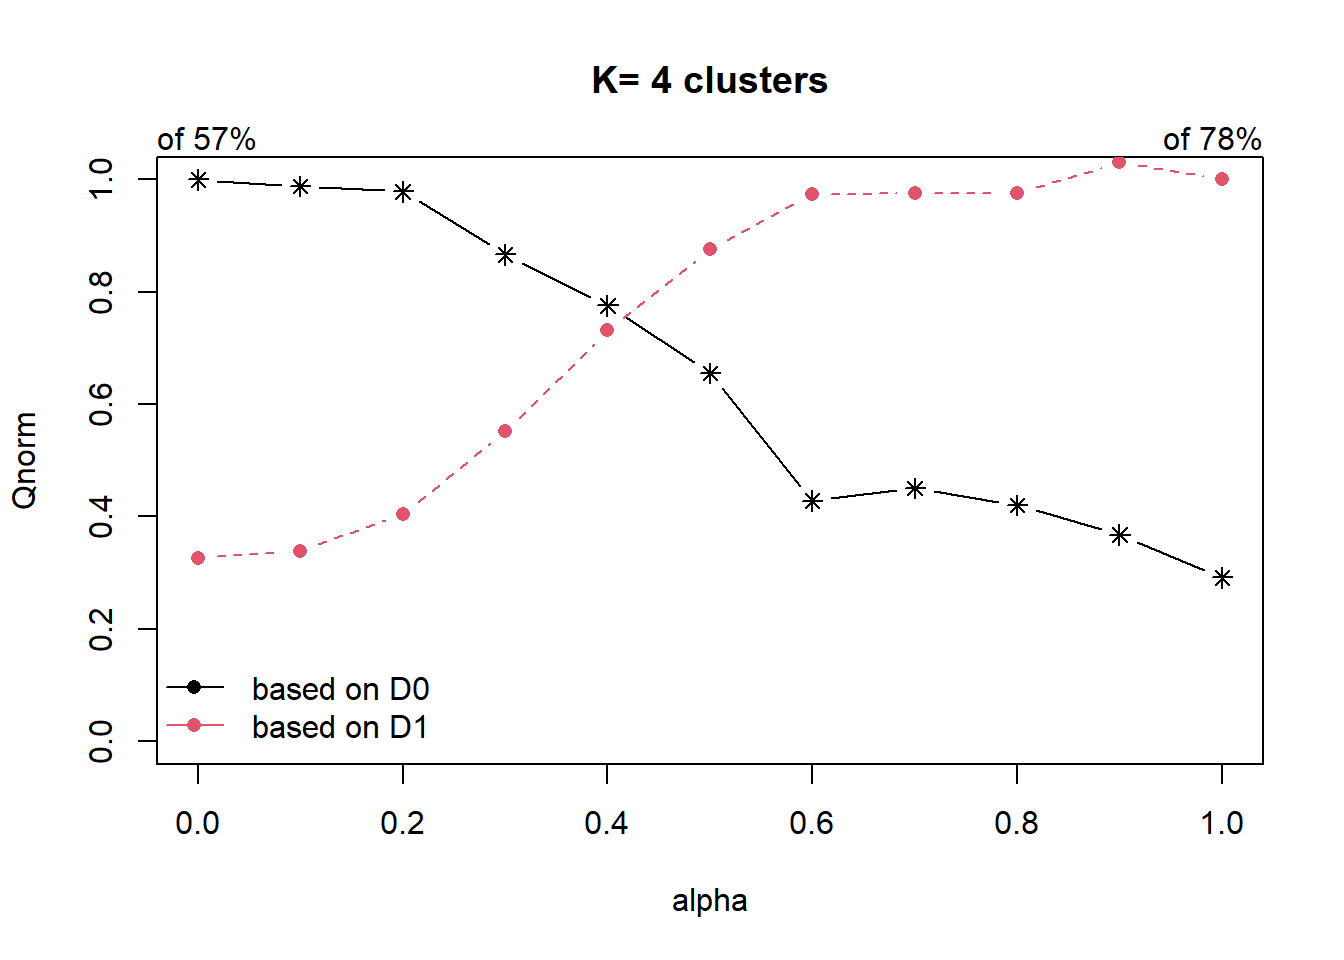 K= 4 clusters
of 57%
of 78%
Qnorm
1.0
0.8
0.6
0.4
0.2
0.0
based on D0
based on D1
0.0 0.2 0.4 0.6 0.8 1.0
alpha